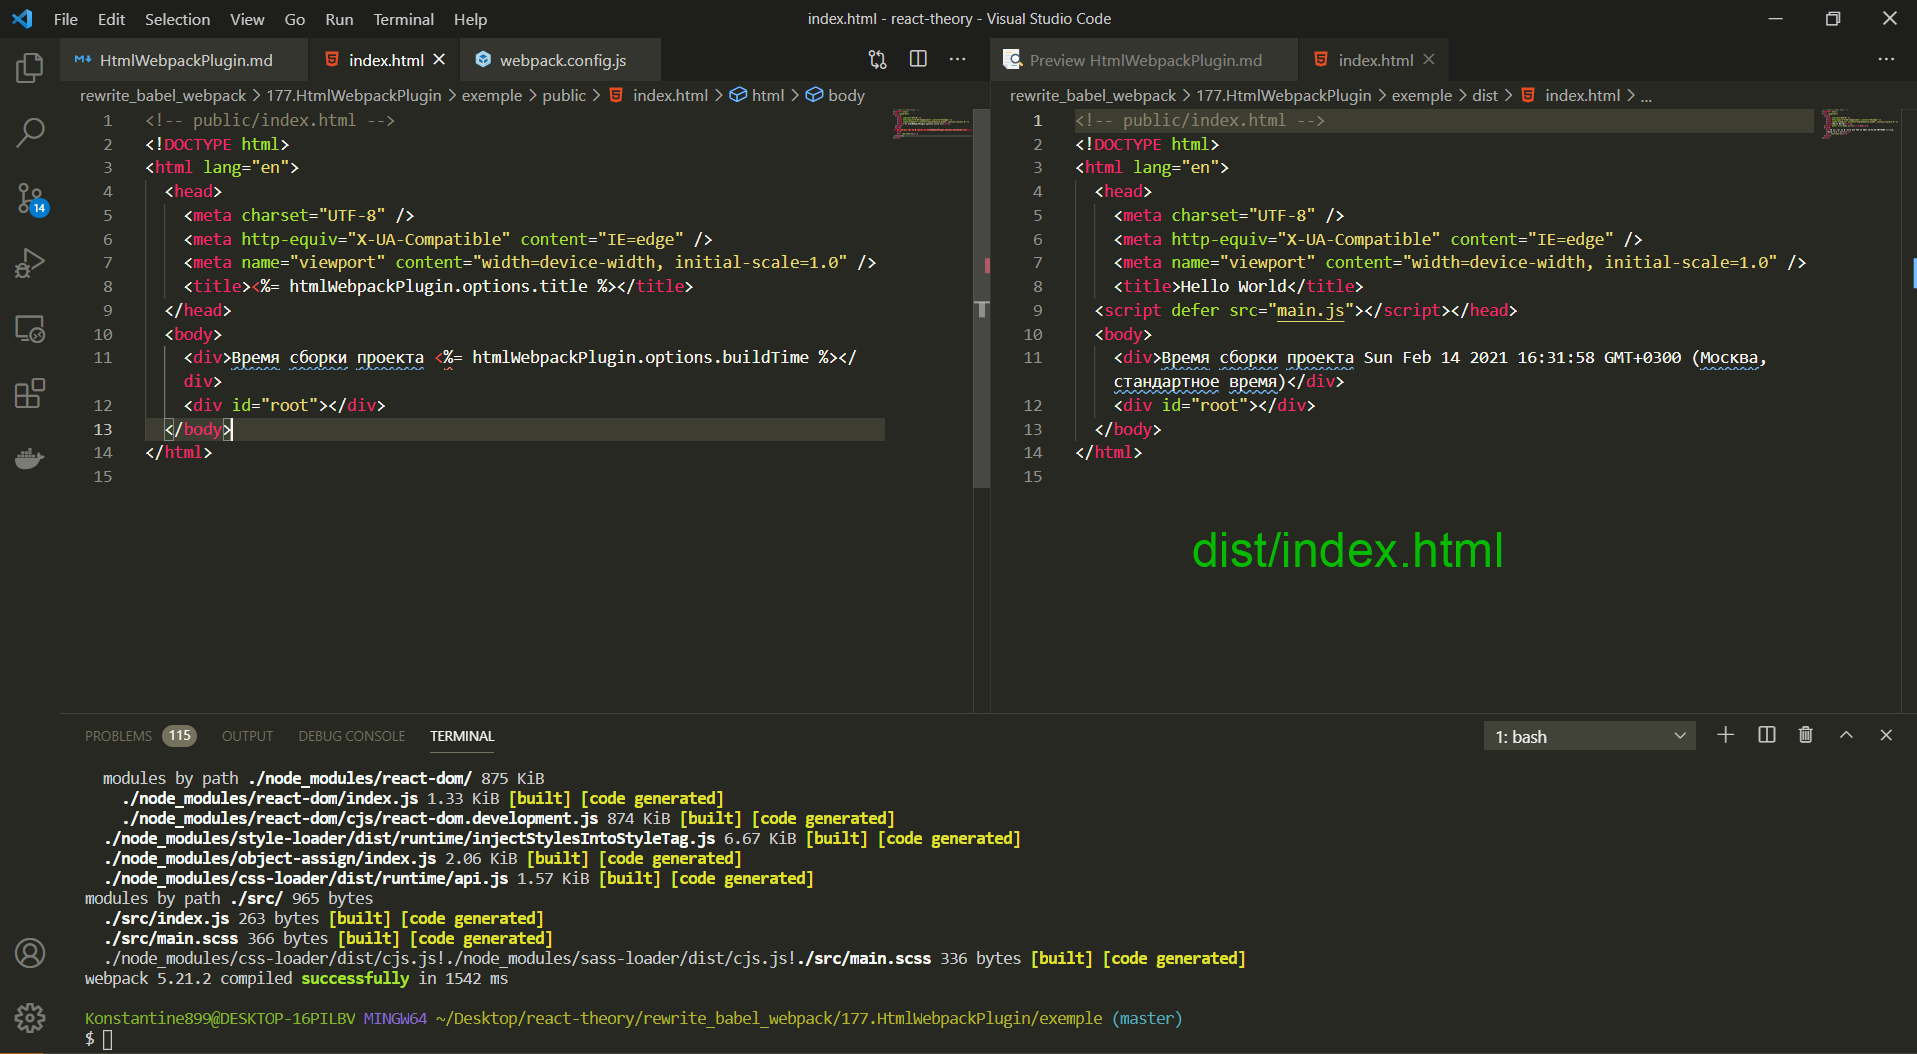 File Edit Selection View Go Run Terminal Help
index.html - react-theory - Visual Studio Code
HtmlWebpackPlugin.md
index.html
webpack.config.js
Preview HtmlWebpackPlugin.md
index.html
rewrite_babel_webpack > 177.HtmlWebpackPlugin > exemple > public > index.html > html > body
1 <!-- public/index.html -->
2 <!DOCTYPE html>
3 <html lang="en">
4 <head>
5 <meta charset="UTF-8" />
6 <meta http-equiv="X-UA-Compatible" content="IE=edge" />
7 <meta name="viewport" content="width=device-width, initial-scale=1.0" />
8 <title><%= htmlWebpackPlugin.options.title %></title>
9 </head>
10 <body>
11 <div>Время сборки проекта <%= htmlWebpackPlugin.options.buildTime %></
div>
12 <div id="root"></div>
13 </body>
14 </html>
15
rewrite_babel_webpack > 177.HtmlWebpackPlugin > exemple > dist > index.html > ...
1 <!-- public/index.html -->
2 <!DOCTYPE html>
3 <html lang="en">
4 <head>
5 <meta charset="UTF-8" />
6 <meta http-equiv="X-UA-Compatible" content="IE=edge" />
7 <meta name="viewport" content="width=device-width, initial-scale=1.0" />
8 <title>Hello World</title>
9 <script defer src="main.js"></script></head>
10 <body>
11 <div>Время сборки проекта Sun Feb 14 2021 16:31:58 GMT+0300 (Москва,
стандартное время)</div>
12 <div id="root"></div>
13 </body>
14 </html>
15
dist/index.html
14
PROBLEMS 115 OUTPUT DEBUG CONSOLE TERMINAL
1: bash
modules by path ./node_modules/react-dom/ 875 KiB
./node_modules/react-dom/index.js 1.33 KiB [built] [code generated]
./node_modules/react-dom/cjs/react-dom.development.js 874 KiB [built] [code generated]
./node_modules/style-loader/dist/runtime/injectStylesIntoStyleTag.js 6.67 KiB [built] [code generated]
./node_modules/object-assign/index.js 2.06 KiB [built] [code generated]
./node_modules/css-loader/dist/runtime/api.js 1.57 KiB [built] [code generated]
modules by path ./src/ 965 bytes
./src/index.js 263 bytes [built] [code generated]
./src/main.scss 366 bytes [built] [code generated]
./node_modules/css-loader/dist/cjs.js!./node_modules/sass-loader/dist/cjs.js!./src/main.scss 336 bytes [built] [code generated]
webpack 5.21.2 compiled successfully in 1542 ms
Konstantine899@DESKTOP-16PILBV MINGW64 ~/Desktop/react-theory/rewrite_babel_webpack/177.HtmlWebpackPlugin/exemple (master)
$